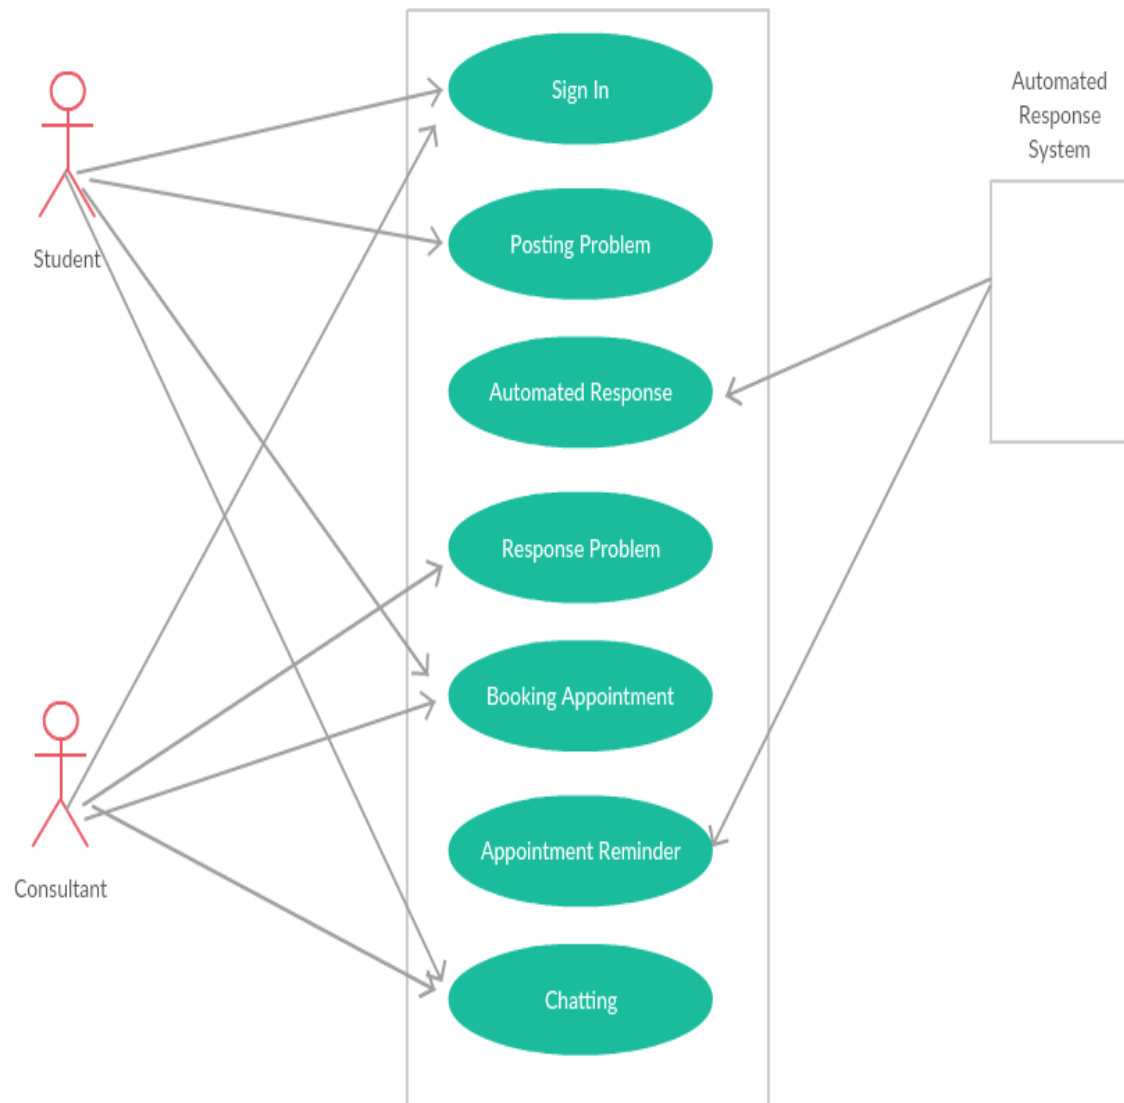 Sign In
Automated
Response
System
Student
Posting Problem
Automated Response
Response Problem
Booking Appointment
Appointment Reminder
Consultant
Chatting